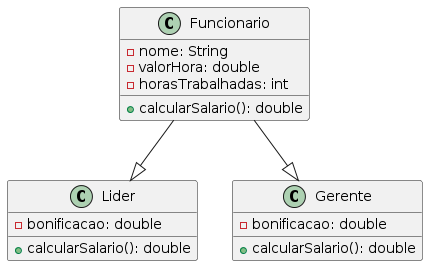 C Funcionario
nome: String
valorHora: double
horasTrabalhadas: int
calcularSalario(): double
C Lider
bonificacao: double
calcularSalario(): double
C Gerente
bonificacao: double
calcularSalario(): double